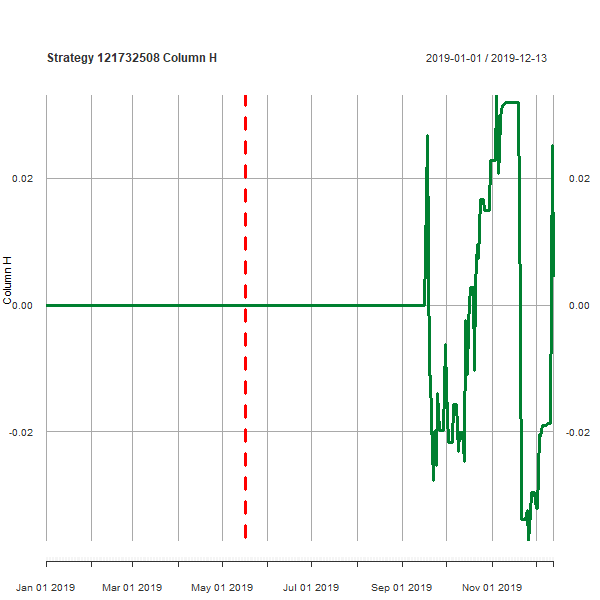 Strategy 121732508 Column H
2019-01-01 / 2019-12-13
0.02
0.02
Column H
0.00
0.00
-0.02
-0.02
Jan 01 2019
Mar 01 2019
May 01 2019
Jul 01 2019
Sep 01 2019
Nov 01 2019